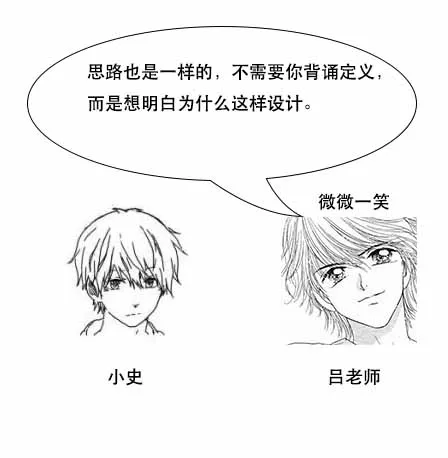 思路也是一样的，不需要你背诵定义，
而是想明白为什么这样设计。
微微一笑
小史
吕老师